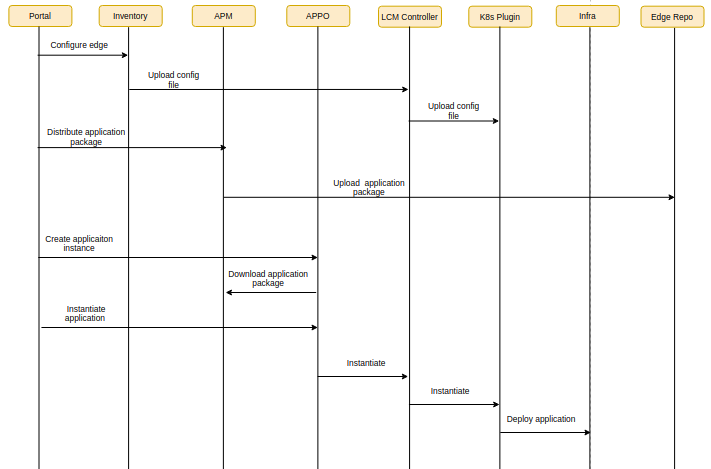 Portal
Inventory
APM
APPO
LCM Controller
K8s Plugin
Infra
Edge Repo
Configure edge
Upload config
file
Upload config
file
Distribute application
package
Upload  application
package
Create applicaiton
instance
Download application
package
Instantiate
application
Instantiate
Instantiate
Deploy application